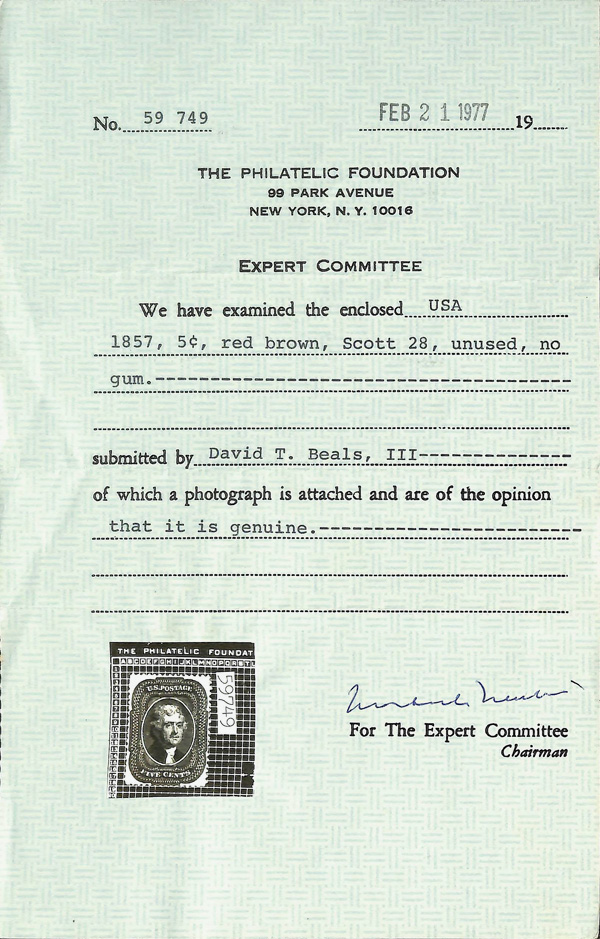 No. 59 749
FEB 21 1977 19
THE PHILATELIC FOUNDATION
99 PARK AVENUE
NEW YORK, N. Y. 10016
EXPERT COMMITTEE
We have examined the enclosed USA
1857, 5¢, red brown, Scott 28, unused, no
gum.
submitted by David T. Beals, III
of which a photograph is attached and are of the opinion
that it is genuine.
THE PHILATELIC FOUNDAT
ABCDEFGHIJKLMNOPQRSTU
U.S. POSTAGE
59749
FIVE CENTS
For The Expert Committee
Chairman